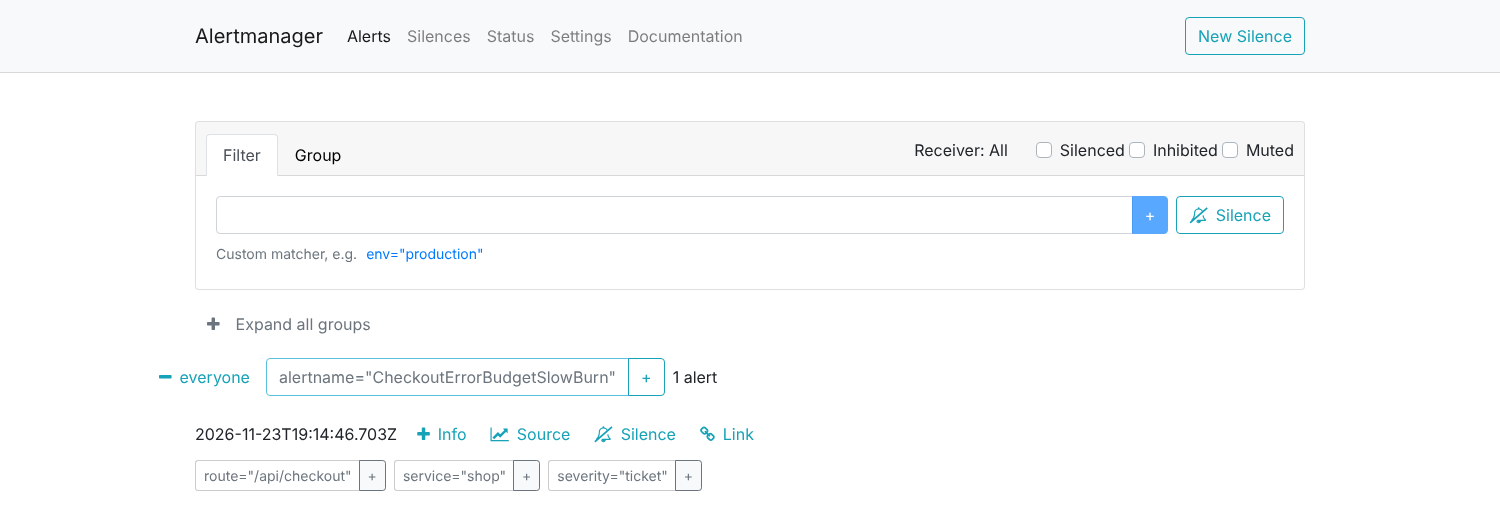 Alertmanager Alerts Silences Status Settings Documentation New Silence
Filter Group Receiver: All Silenced Inhibited Muted
+ Silence
Custom matcher, e.g. env="production"
+ Expand all groups
− everyone alertname="CheckoutErrorBudgetSlowBurn" + 1 alert
2026-11-23T19:14:46.703Z + Info Source Silence Link
route="/api/checkout" + service="shop" + severity="ticket" +